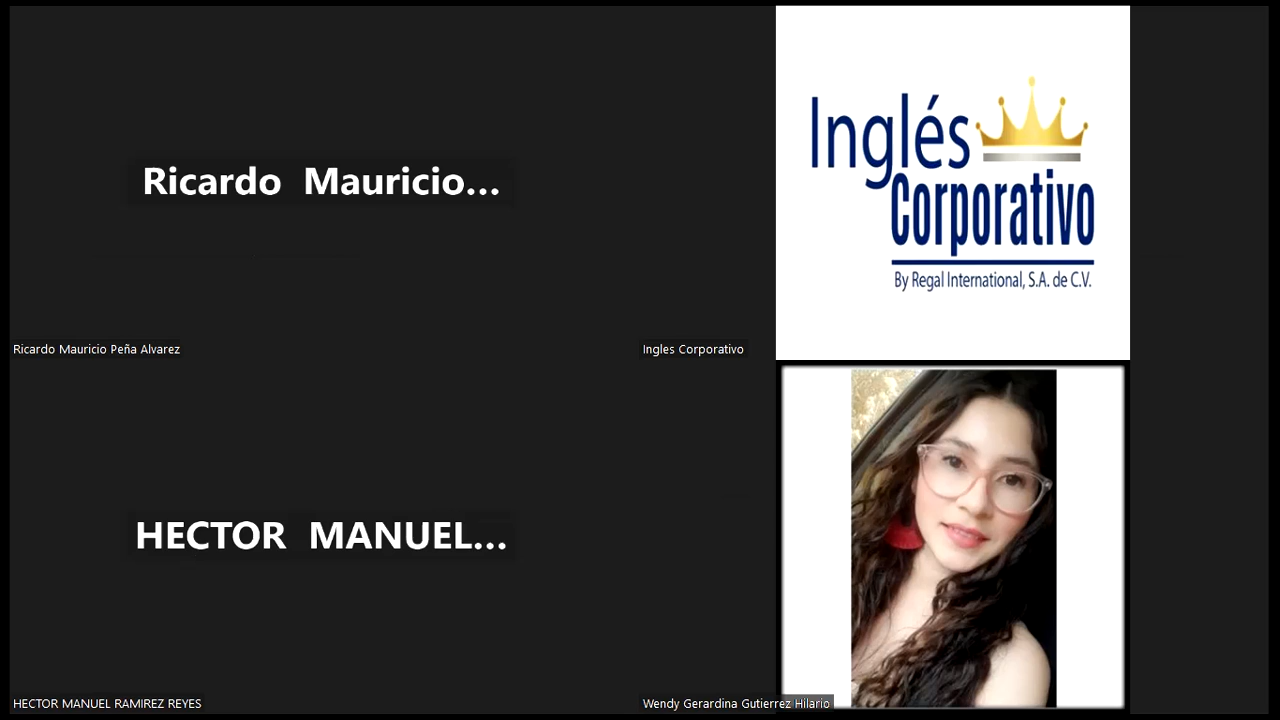 Ricardo Mauricio...
Inglés
Corporativo
By Regal International, S.A. de C.V.
Ricardo Mauricio Peña Alvarez
Ingles Corporativo
HECTOR MANUEL...
HECTOR MANUEL RAMIREZ REYES
Wendy Gerardina Gutierrez Hilario